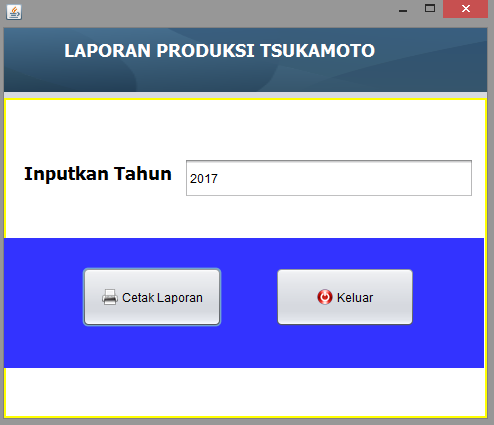 LAPORAN PRODUKSI TSUKAMOTO
Inputkan Tahun
2017
Cetak Laporan
Keluar